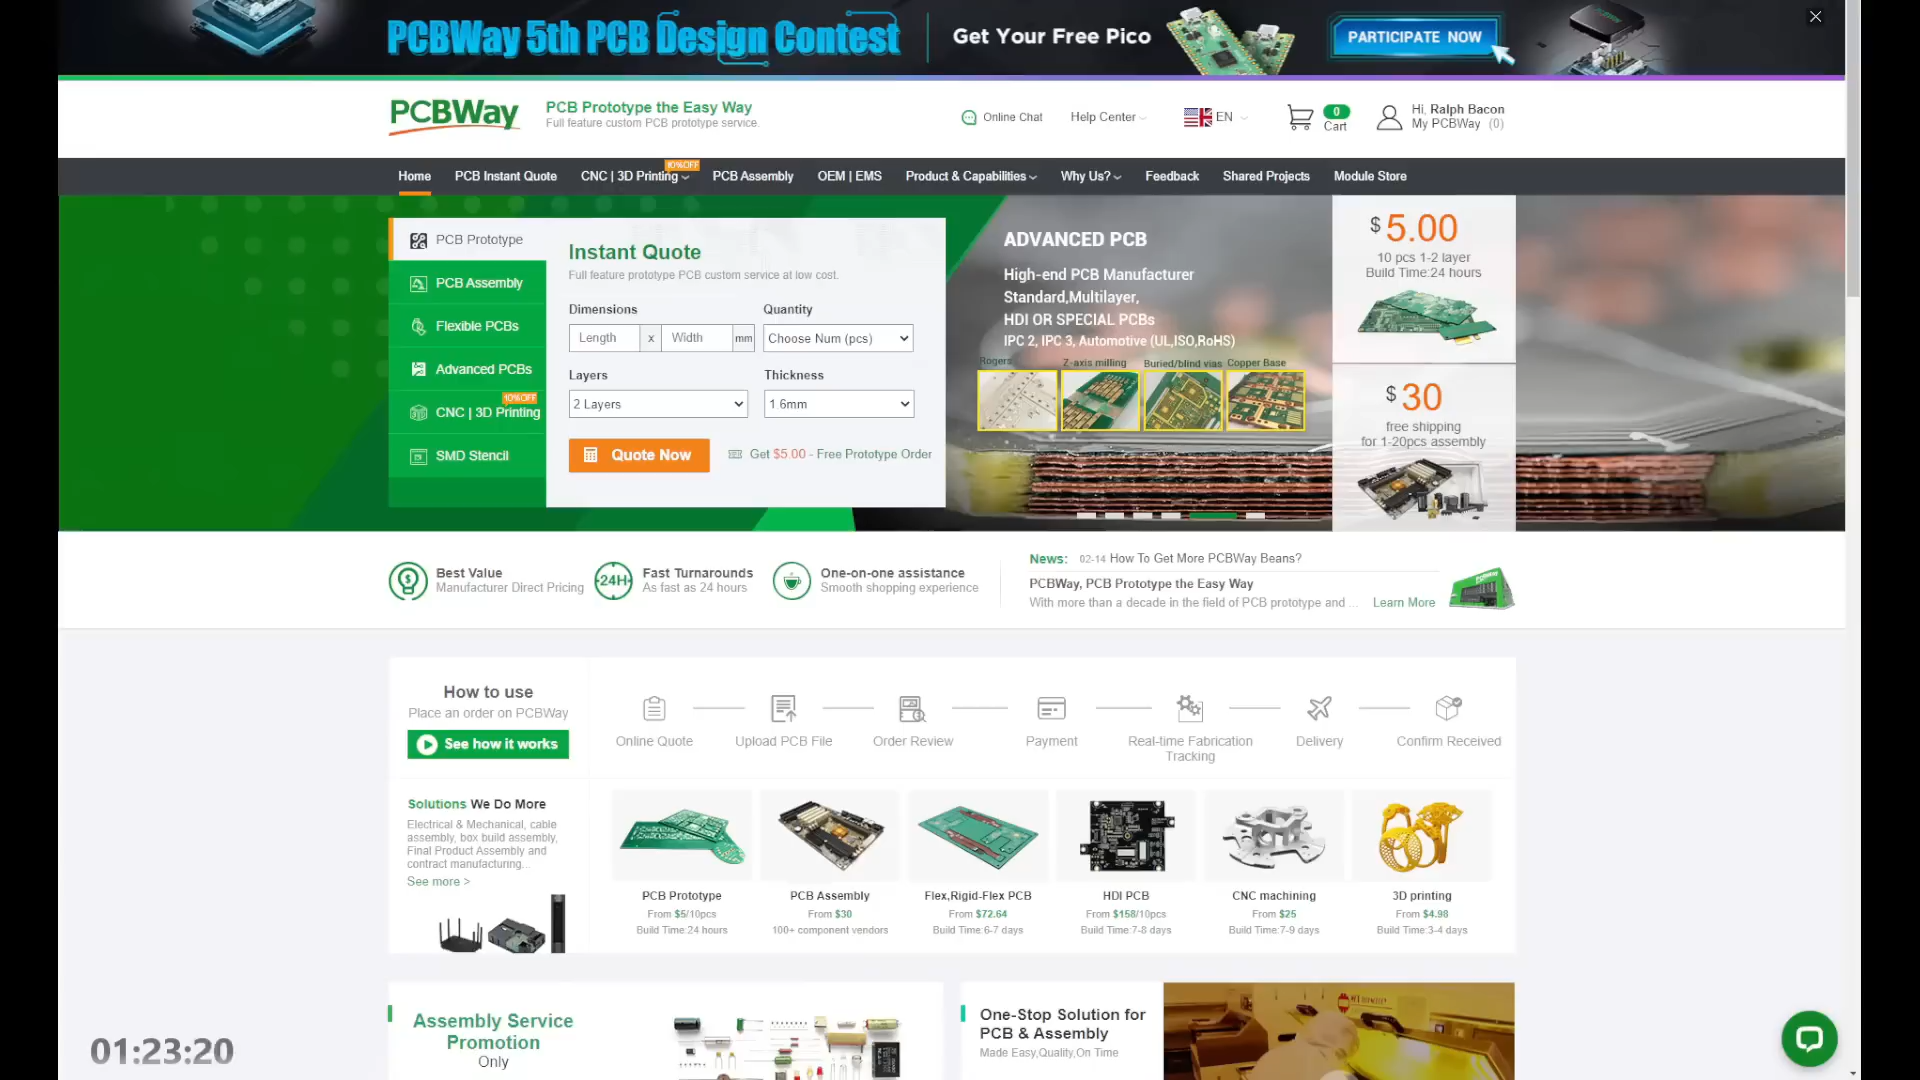 PCBWay 5th PCB Design Contest
Get Your Free Pico
PARTICIPATE NOW
PCBWay
PCB Prototype the Easy Way
Full feature custom PCB prototype service.
Online Chat
Help Center
EN
0
Cart
Hi, Ralph Bacon
My PCBWay (0)
10%OFF
Home
PCB Instant Quote
CNC | 3D Printing
PCB Assembly
OEM | EMS
Product & Capabilities
Why Us?
Feedback
Shared Projects
Module Store
PCB Prototype
PCB Assembly
Flexible PCBs
Advanced PCBs
10%OFF
CNC | 3D Printing
SMD Stencil
Instant Quote
Full feature prototype PCB custom service at low cost.
Dimensions
Quantity
Length x Width mm
Choose Num (pcs)
Layers
Thickness
2 Layers
1.6mm
Quote Now
Get $5.00 - Free Prototype Order
ADVANCED PCB
High-end PCB Manufacturer
Standard,Multilayer,
HDI OR SPECIAL PCBs
IPC 2, IPC 3, Automotive (UL,ISO,RoHS)
Rogers
Z-axis milling
Buried/blind vias
Copper Base
$5.00
10 pcs 1-2 layer
Build Time:24 hours
$30
free shipping
for 1-20pcs assembly
Best Value
Manufacturer Direct Pricing
24H
Fast Turnarounds
As fast as 24 hours
One-on-one assistance
Smooth shopping experience
News: 02-14 How To Get More PCBWay Beans?
PCBWay, PCB Prototype the Easy Way
With more than a decade in the field of PCB prototype and ... Learn More
How to use
Place an order on PCBWay
See how it works
Online Quote
Upload PCB File
Order Review
Payment
Real-time Fabrication
Tracking
Delivery
Confirm Received
Solutions We Do More
Electrical & Mechanical, cable
assembly, box build assembly,
Final Product Assembly and
contract manufacturing...
See more >
PCB Prototype
From $5/10pcs
Build Time:24 hours
PCB Assembly
From $30
100+ component vendors
Flex,Rigid-Flex PCB
From $72.64
Build Time:6-7 days
HDI PCB
From $158/10pcs
Build Time:7-8 days
CNC machining
From $25
Build Time:7-9 days
3D printing
From $4.98
Build Time:3-4 days
Assembly Service
Promotion
Only
One-Stop Solution for
PCB & Assembly
Made Easy,Quality,On Time
01:23:20